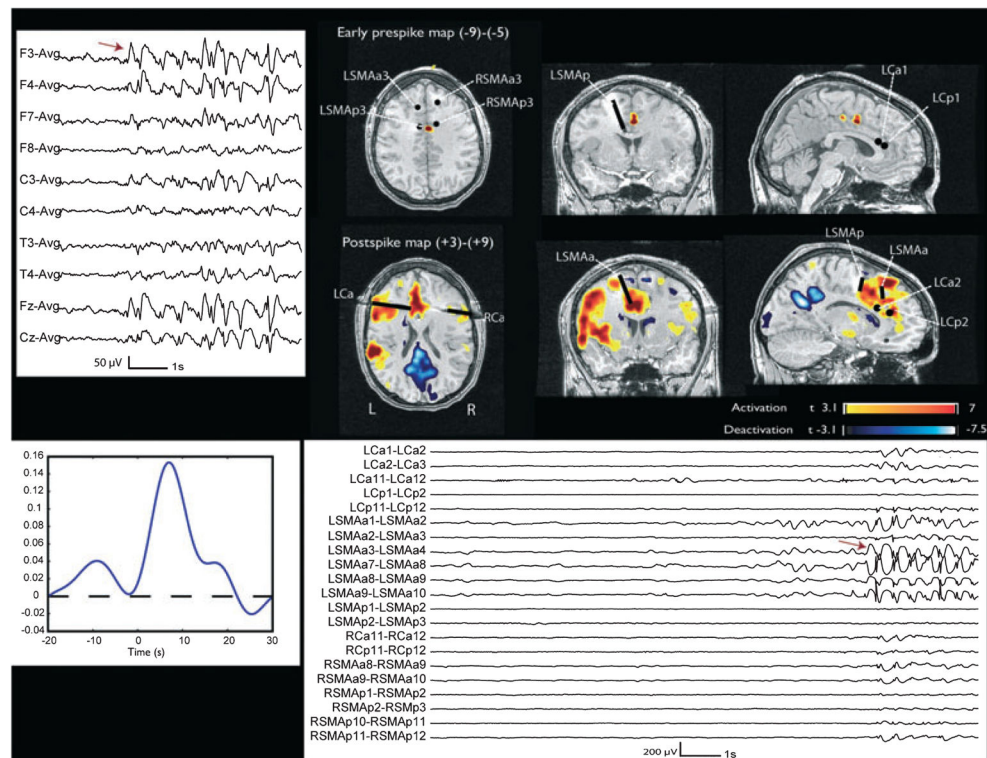 F3-Avg
F4-Avg
F7-Avg
F8-Avg
C3-Avg
C4-Avg
T3-Avg
T4-Avg
Fz-Avg
Cz-Avg
50 µV
1s
Early prespike map (-9)-(-5)
LSMAa3
RSMAa3
LSMAp3
RSMAp3
LSMAp
LCa1
LCp1
Postspike map (+3)-(+9)
LCa
RCa
L
R
LSMAa
LSMAp
LSMAa
LCa2
LCp2
Activation t 3.1 7
Deactivation t -3.1 -7.5
0.16
0.14
0.12
0.1
0.08
0.06
0.04
0.02
0
-0.02
-0.04
-20 -10 0 10 20 30
Time (s)
LCa1-LCa2
LCa2-LCa3
LCa11-LCa12
LCp1-LCp2
LCp11-LCp12
LSMAa1-LSMAa2
LSMAa2-LSMAa3
LSMAa3-LSMAa4
LSMAa7-LSMAa8
LSMAa8-LSMAa9
LSMAa9-LSMAa10
LSMAp1-LSMAp2
LSMAp2-LSMAp3
RCa11-RCa12
RCp11-RCp12
RSMAa8-RSMAa9
RSMAa9-RSMAa10
RSMAp1-RSMAp2
RSMAp2-RSMp3
RSMAp10-RSMAp11
RSMAp11-RSMAp12
200 µV
1s